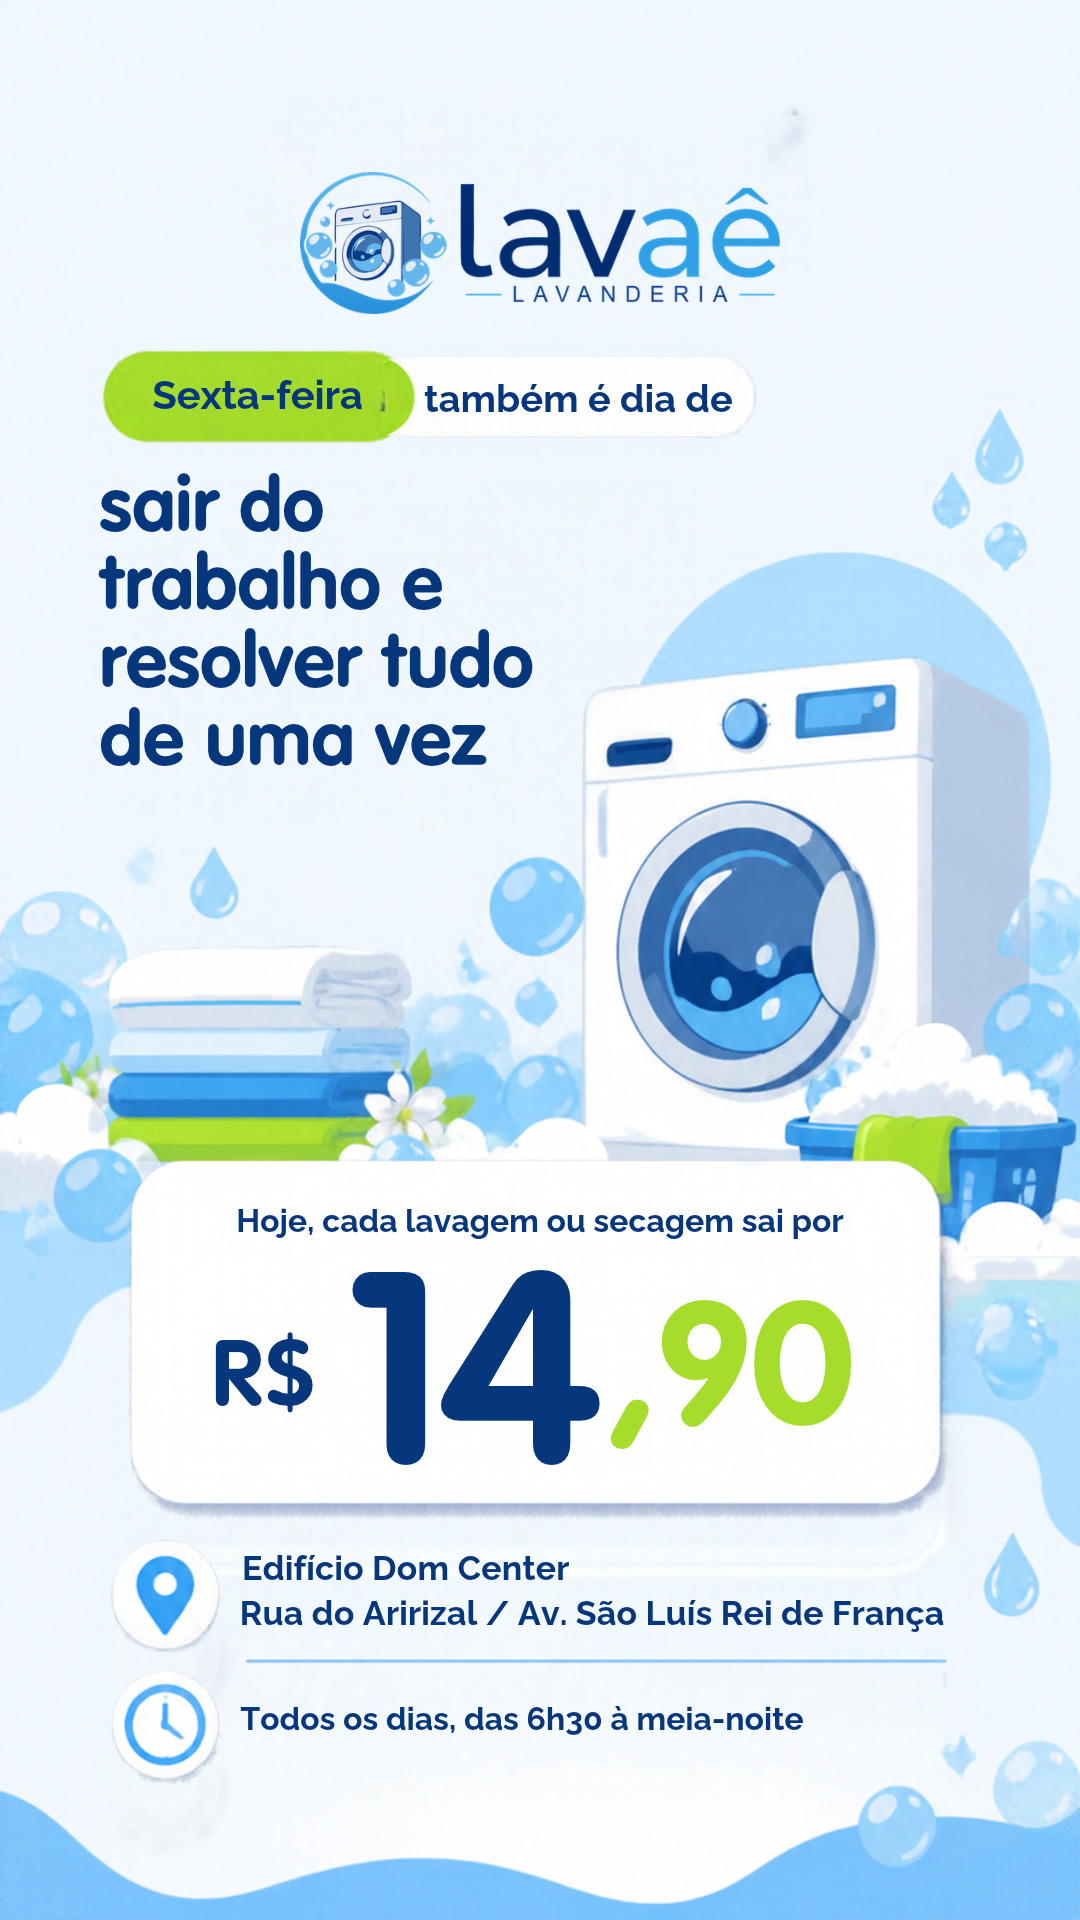 lavaê
LAVANDERIA
Sexta-feira também é dia de
sair do
trabalho e
resolver tudo
de uma vez
Hoje, cada lavagem ou secagem sai por
R$ 14,90
Edifício Dom Center
Rua do Aririzal / Av. São Luís Rei de França
Todos os dias, das 6h30 à meia-noite